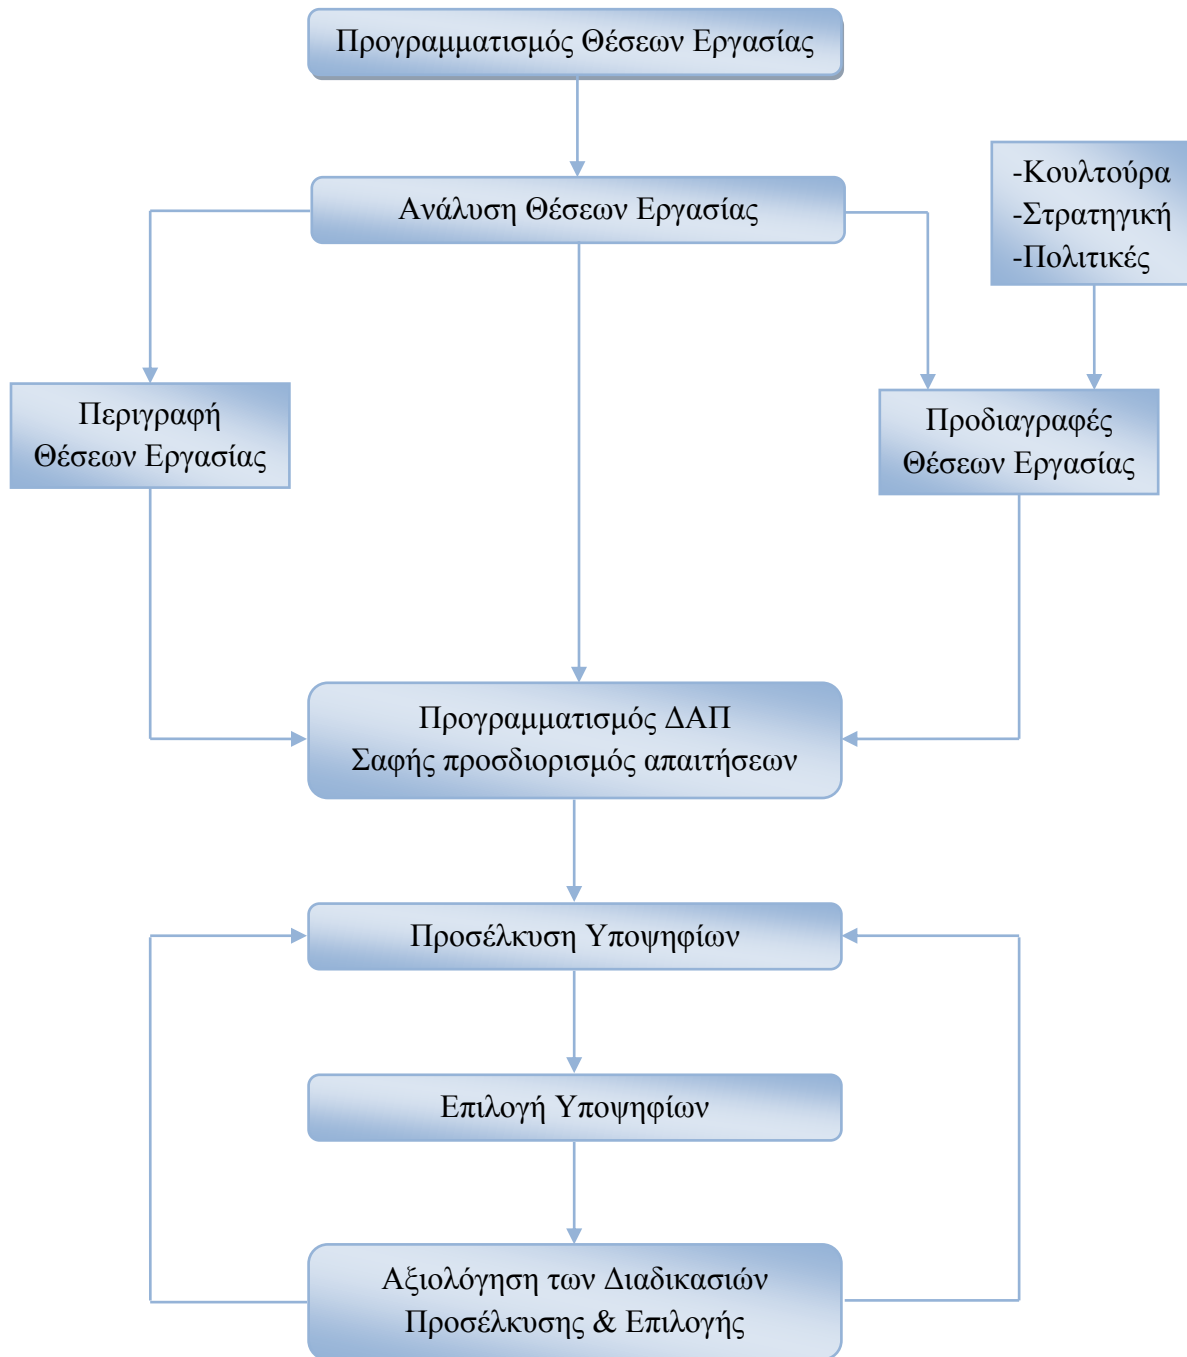 Προγραμματισμός Θέσεων Εργασίας
Ανάλυση Θέσεων Εργασίας
-Κουλτούρα
-Στρατηγική
-Πολιτικές
Περιγραφή
Θέσεων Εργασίας
Προδιαγραφές
Θέσεων Εργασίας
Προγραμματισμός ΔΑΠ
Σαφής προσδιορισμός απαιτήσεων
Προσέλκυση Υποψηφίων
Επιλογή Υποψηφίων
Αξιολόγηση των Διαδικασιών
Προσέλκυσης & Επιλογής